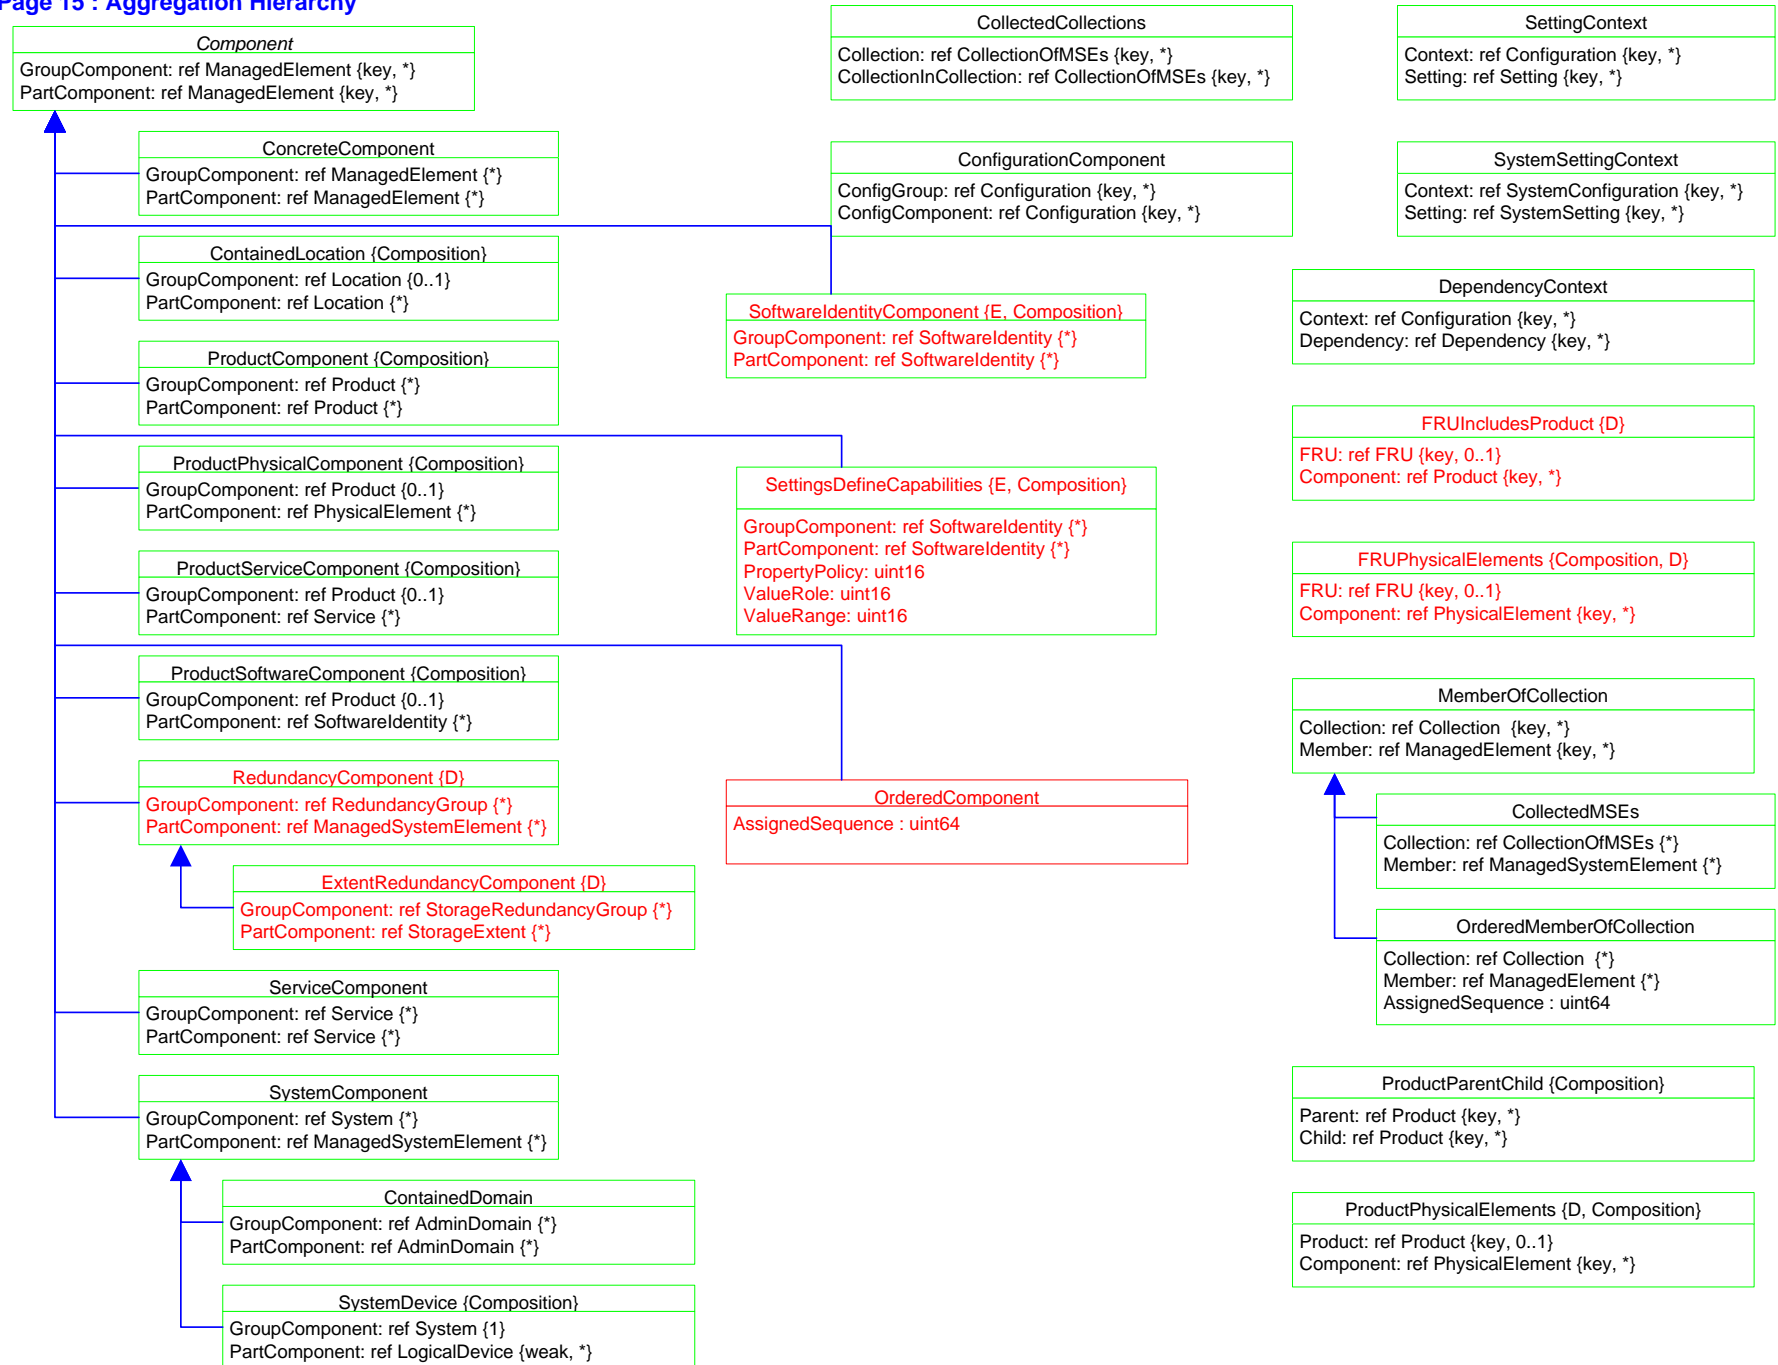 Page 15 : Aggregation Hierarchy
Component
GroupComponent: ref ManagedElement {key, *}
PartComponent: ref ManagedElement {key, *}
ConcreteComponent
GroupComponent: ref ManagedElement {*}
PartComponent: ref ManagedElement {*}
ContainedLocation {Composition}
GroupComponent: ref Location {0..1}
PartComponent: ref Location {*}
ProductComponent {Composition}
GroupComponent: ref Product {*}
PartComponent: ref Product {*}
ProductPhysicalComponent {Composition}
GroupComponent: ref Product {0..1}
PartComponent: ref PhysicalElement {*}
ProductServiceComponent {Composition}
GroupComponent: ref Product {0..1}
PartComponent: ref Service {*}
ProductSoftwareComponent {Composition}
GroupComponent: ref Product {0..1}
PartComponent: ref SoftwareIdentity {*}
RedundancyComponent {D}
GroupComponent: ref RedundancyGroup {*}
PartComponent: ref ManagedSystemElement {*}
ExtentRedundancyComponent {D}
GroupComponent: ref StorageRedundancyGroup {*}
PartComponent: ref StorageExtent {*}
ServiceComponent
GroupComponent: ref Service {*}
PartComponent: ref Service {*}
SystemComponent
GroupComponent: ref System {*}
PartComponent: ref ManagedSystemElement {*}
ContainedDomain
GroupComponent: ref AdminDomain {*}
PartComponent: ref AdminDomain {*}
SystemDevice {Composition}
GroupComponent: ref System {1}
PartComponent: ref LogicalDevice {weak, *}
CollectedCollections
Collection: ref CollectionOfMSEs {key, *}
CollectionInCollection: ref CollectionOfMSEs {key, *}
ConfigurationComponent
ConfigGroup: ref Configuration {key, *}
ConfigComponent: ref Configuration {key, *}
SoftwareIdentityComponent {E, Composition}
GroupComponent: ref SoftwareIdentity {*}
PartComponent: ref SoftwareIdentity {*}
SettingsDefineCapabilities {E, Composition}
GroupComponent: ref SoftwareIdentity {*}
PartComponent: ref SoftwareIdentity {*}
PropertyPolicy: uint16
ValueRole: uint16
ValueRange: uint16
OrderedComponent
AssignedSequence : uint64
SettingContext
Context: ref Configuration {key, *}
Setting: ref Setting {key, *}
SystemSettingContext
Context: ref SystemConfiguration {key, *}
Setting: ref SystemSetting {key, *}
DependencyContext
Context: ref Configuration {key, *}
Dependency: ref Dependency {key, *}
FRUIncludesProduct {D}
FRU: ref FRU {key, 0..1}
Component: ref Product {key, *}
FRUPhysicalElements {Composition, D}
FRU: ref FRU {key, 0..1}
Component: ref PhysicalElement {key, *}
MemberOfCollection
Collection: ref Collection {key, *}
Member: ref ManagedElement {key, *}
CollectedMSEs
Collection: ref CollectionOfMSEs {*}
Member: ref ManagedSystemElement {*}
OrderedMemberOfCollection
Collection: ref Collection {*}
Member: ref ManagedElement {*}
AssignedSequence : uint64
ProductParentChild {Composition}
Parent: ref Product {key, *}
Child: ref Product {key, *}
ProductPhysicalElements {D, Composition}
Product: ref Product {key, 0..1}
Component: ref PhysicalElement {key, *}